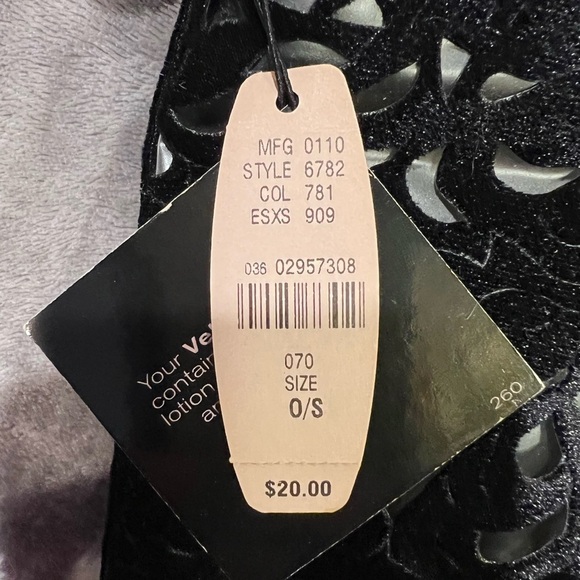 MFG 0110
STYLE 6782
COL 781
ESXS 909
036 02957308
070
SIZE
O/S
$20.00
Your
contain
lotion
260